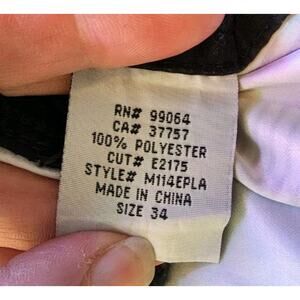 RN# 99064
CA# 37757
100% POLYESTER
CUT# E2175
STYLE# M114EPLA
MADE IN CHINA
SIZE 34